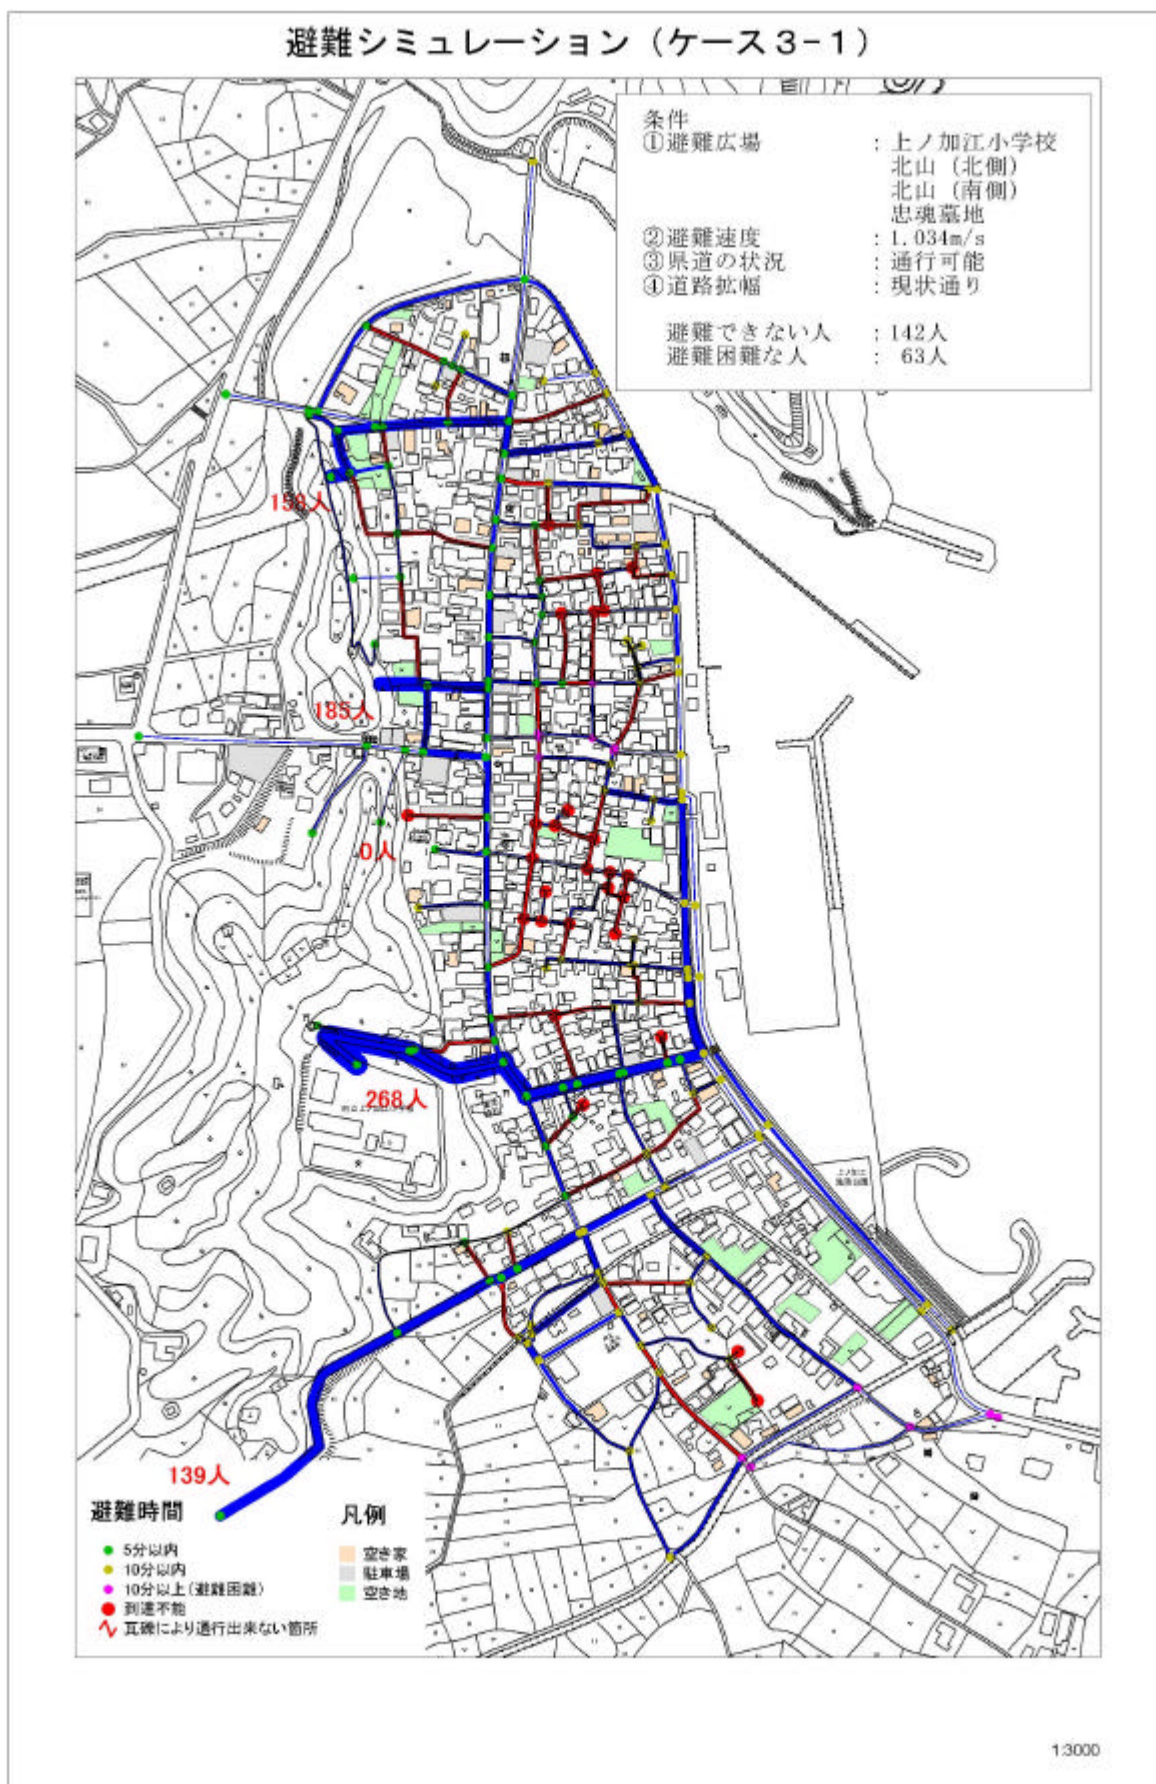 避難シミュレーション（ケース３−１）
条件
①避難広場　：上ノ加江小学校
北山（北側）
北山（南側）
忠魂墓地
②避難速度　：1.034m/s
③県道の状況　：通行可能
④道路拡幅　：現状通り
避難できない人　：142人
避難困難な人　： 63人
158人
185人
0人
268人
139人
避難時間
5分以内
10分以内
10分以上(避難困難)
到達不能
瓦礫により通行出来ない箇所
凡例
空き家
駐車場
空き地
1:3000